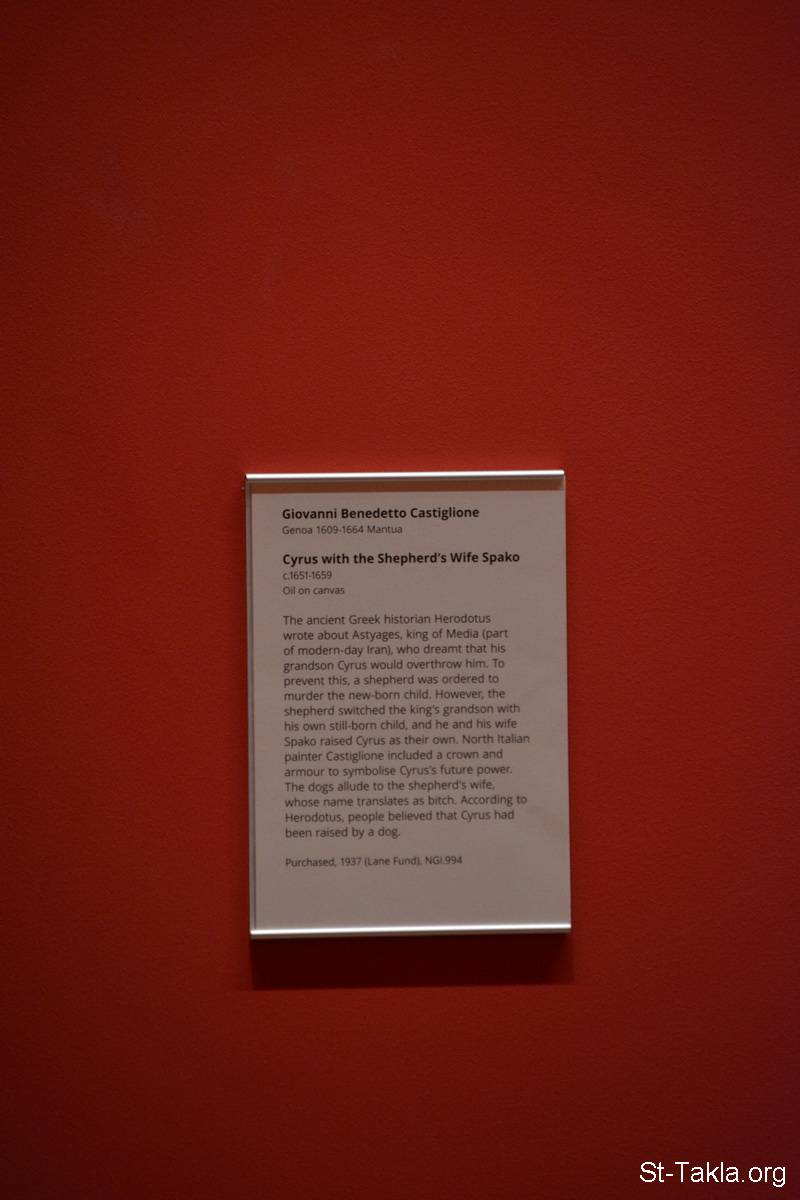 Giovanni Benedetto Castiglione
Genoa 1609-1664 Mantua
Cyrus with the Shepherd's Wife Spako
c.1651-1659
Oil on canvas
The ancient Greek historian Herodotus
wrote about Astyages, king of Media (part
of modern-day Iran), who dreamt that his
grandson Cyrus would overthrow him. To
prevent this, a shepherd was ordered to
murder the new-born child. However, the
shepherd switched the king's grandson with
his own still-born child, and he and his wife
Spako raised Cyrus as their own. North Italian
painter Castiglione included a crown and
armour to symbolise Cyrus's future power.
The dogs allude to the shepherd's wife,
whose name translates as bitch. According to
Herodotus, people believed that Cyrus had
been raised by a dog.
Purchased, 1937 (Lane Fund), NGI.994
St-Takla.org